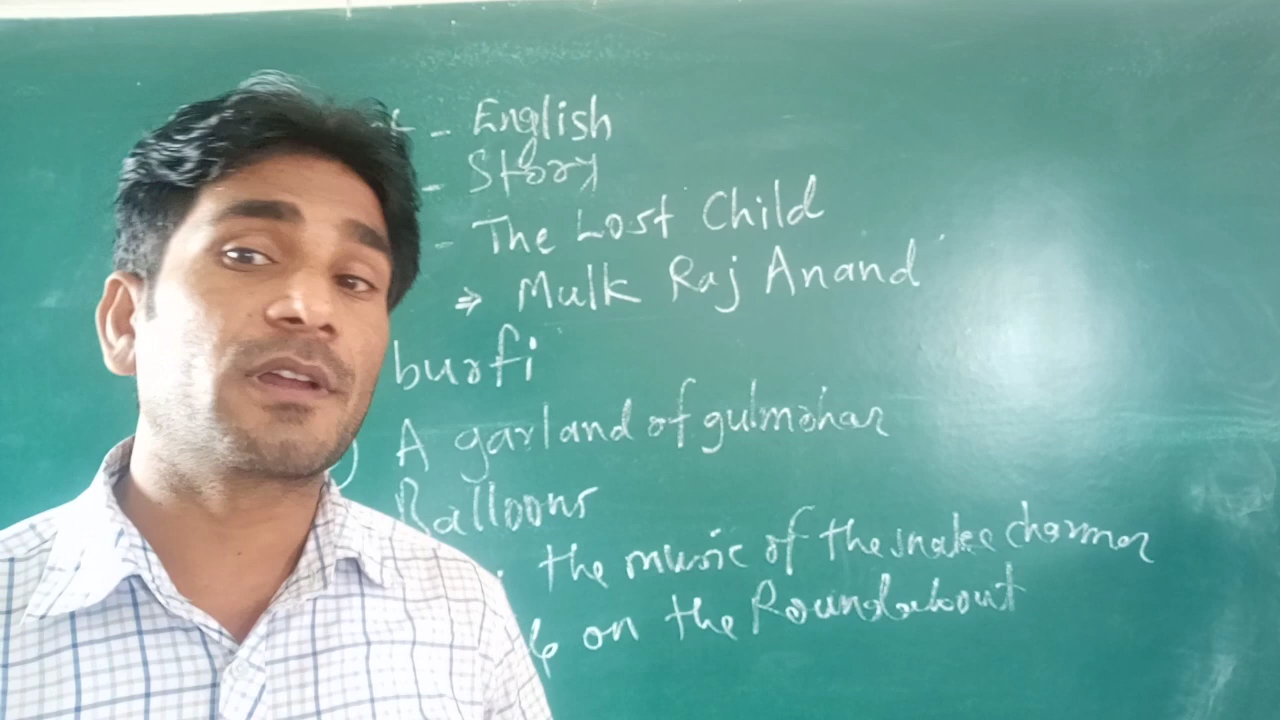 - English
- Story
- The Lost Child
⇒ Mulk Raj Anand
burfi
) A garland of gulmohar
Balloons
the music of the snake charmer
on the Roundabout